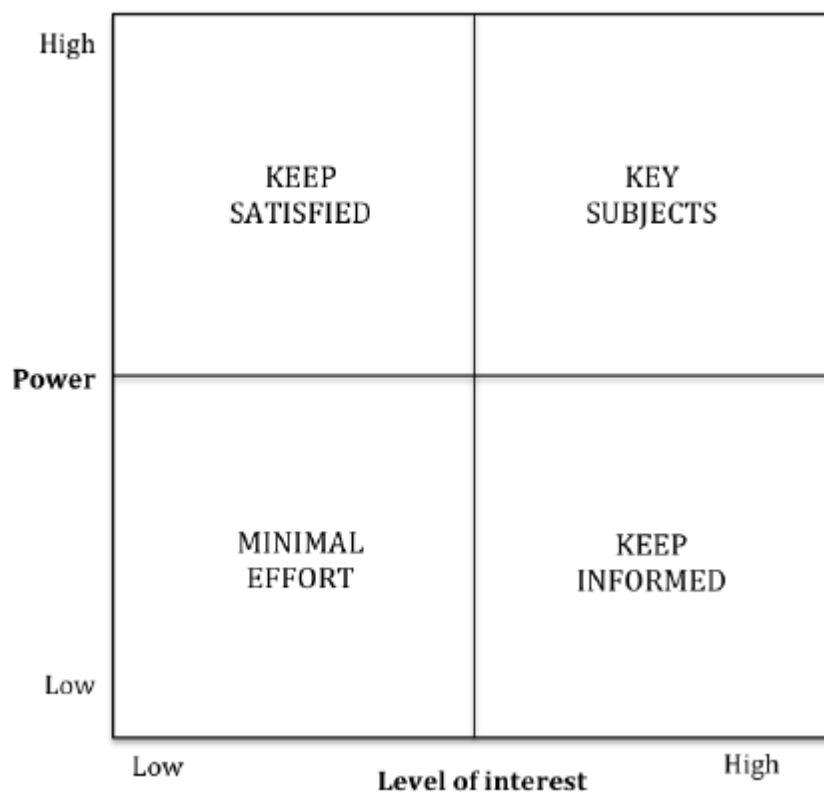 High
KEEP
SATISFIED
KEY
SUBJECTS
Power
MINIMAL
EFFORT
KEEP
INFORMED
Low
Low
Level of interest
High